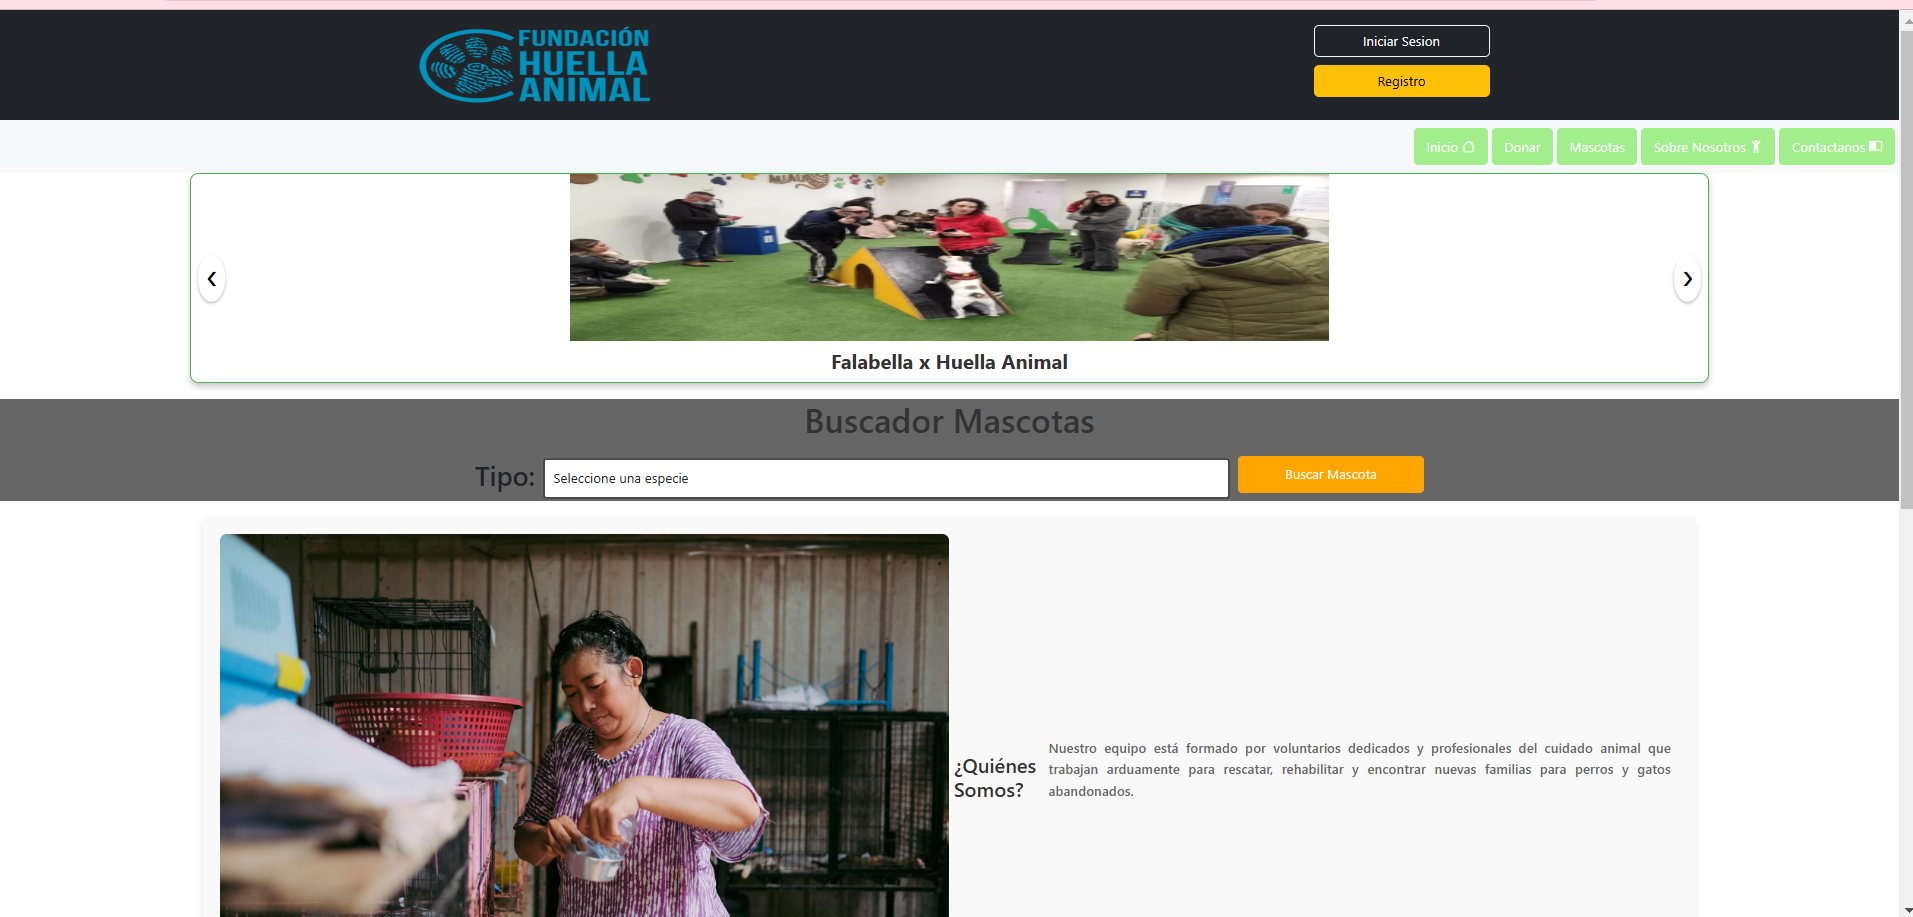 FUNDACIÓN
HUELLA
ANIMAL
Iniciar Sesion
Registro
Inicio
Donar
Mascotas
Sobre Nosotros
Contactanos
MIAU
‹
›
Falabella x Huella Animal
Buscador Mascotas
Tipo:
Seleccione una especie
Buscar Mascota
¿Quiénes
Somos?
Nuestro equipo está formado por voluntarios dedicados y profesionales del cuidado animal que
trabajan arduamente para rescatar, rehabilitar y encontrar nuevas familias para perros y gatos
abandonados.